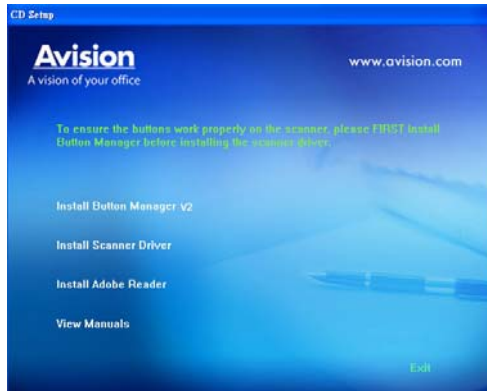 CD Setup
Avision
www.avision.com
A vision of your office
To ensure the buttons work properly on the scanner, please FIRST install
Button Manager before installing the scanner driver.
Install Button Manager V2
Install Scanner Driver
Install Adobe Reader
View Manuals
Exit